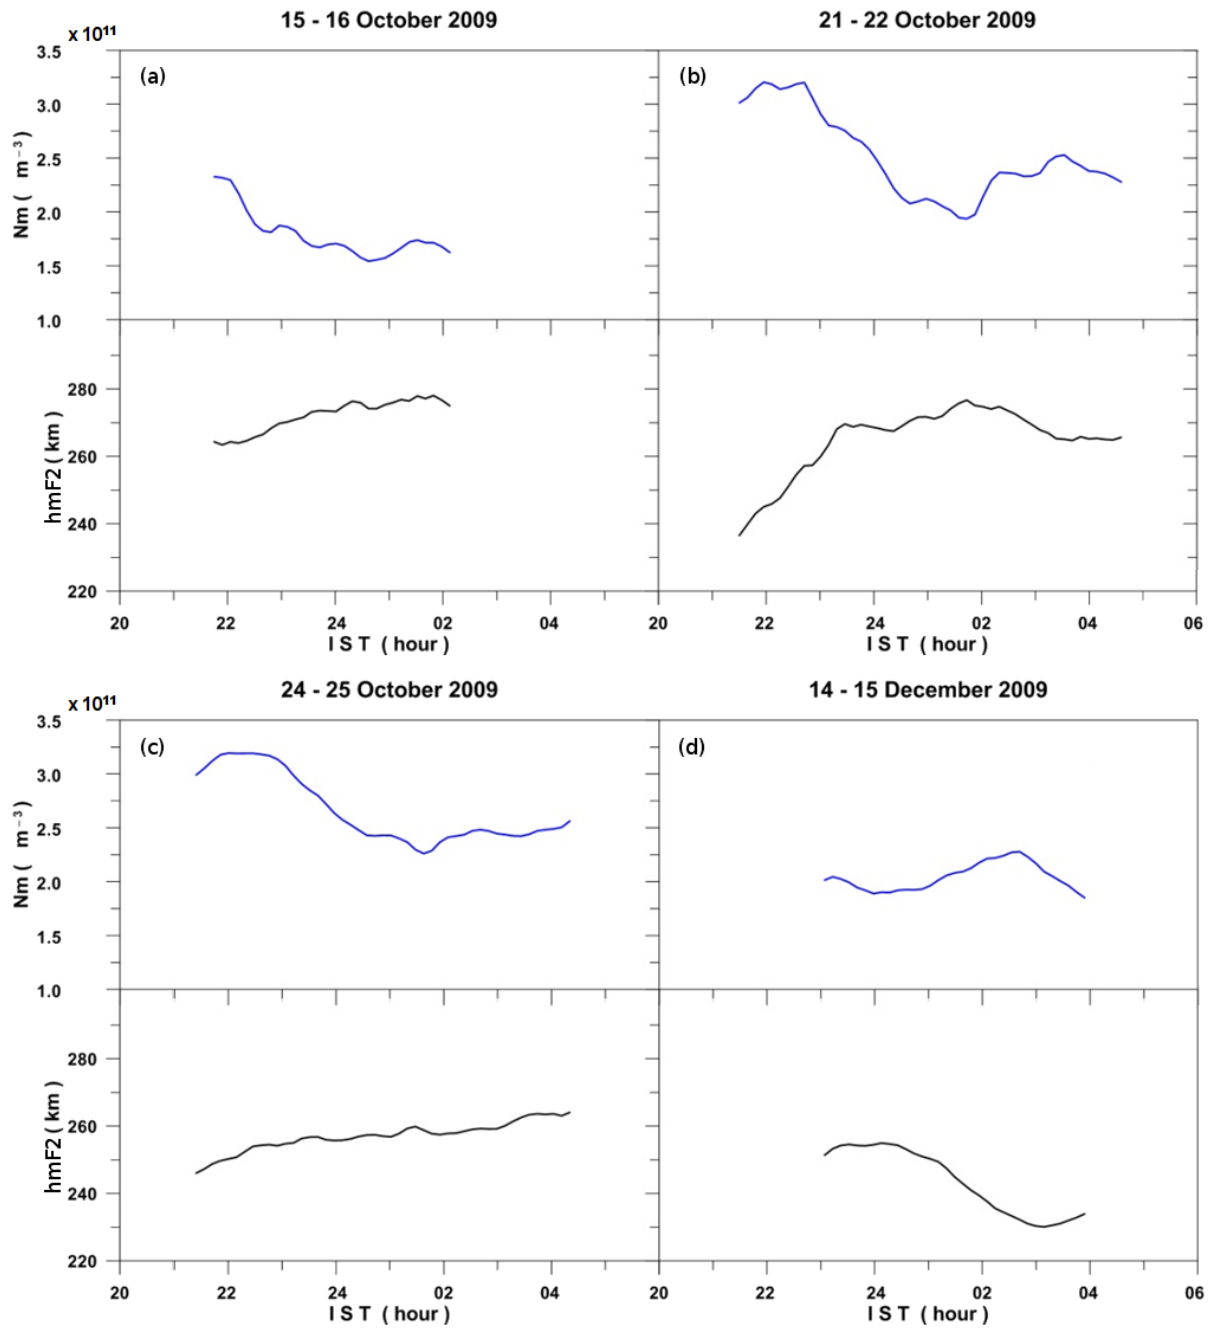 15 - 16 October 2009
21 - 22 October 2009
x 10¹¹
(a)
(b)
3.5
3.0
2.5
2.0
1.5
1.0
Nm ( m⁻³ )
280
260
240
220
hmF2 ( km )
20 22 24 02 04 20 22 24 02 04 06
I S T ( hour )
I S T ( hour )
24 - 25 October 2009
14 - 15 December 2009
x 10¹¹
(c)
(d)
3.5
3.0
2.5
2.0
1.5
1.0
Nm ( m⁻³ )
280
260
240
220
hmF2 ( km )
20 22 24 02 04 20 22 24 02 04 06
I S T ( hour )
I S T ( hour )